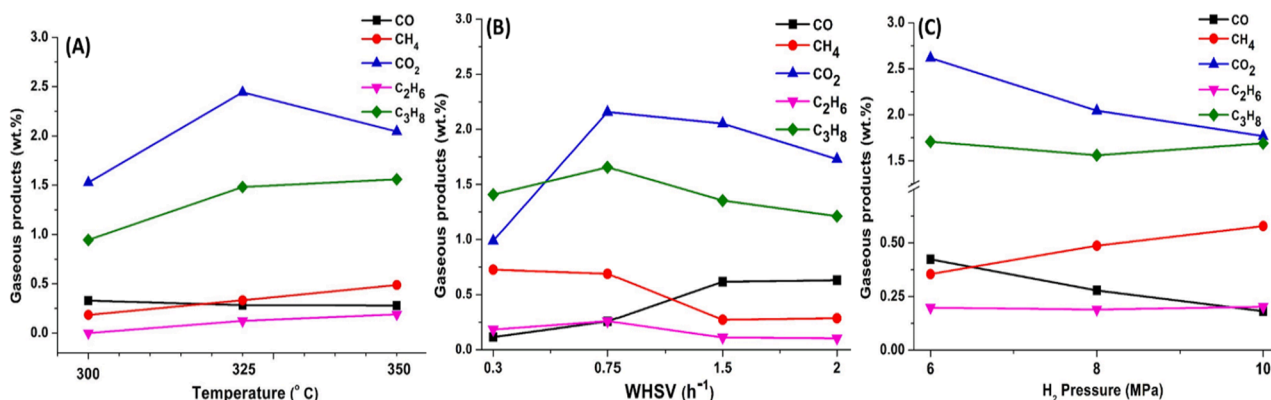 (A)
CO
CH4
CO2
C2H6
C3H8
3.0
2.5
2.0
1.5
1.0
0.5
0.0
Gaseous products (wt.%)
300
325
350
Temperature (° C)
(B)
CO
CH4
CO2
C2H6
C3H8
3.0
2.5
2.0
1.5
1.0
0.5
0.0
Gaseous products (wt.%)
0.3
0.75
1.5
2
WHSV (h-1)
(C)
CO
CH4
CO2
C2H6
C3H8
3.0
2.5
2.0
1.5
0.50
0.25
0.00
Gaseous products (wt.%)
6
8
10
H2 Pressure (MPa)